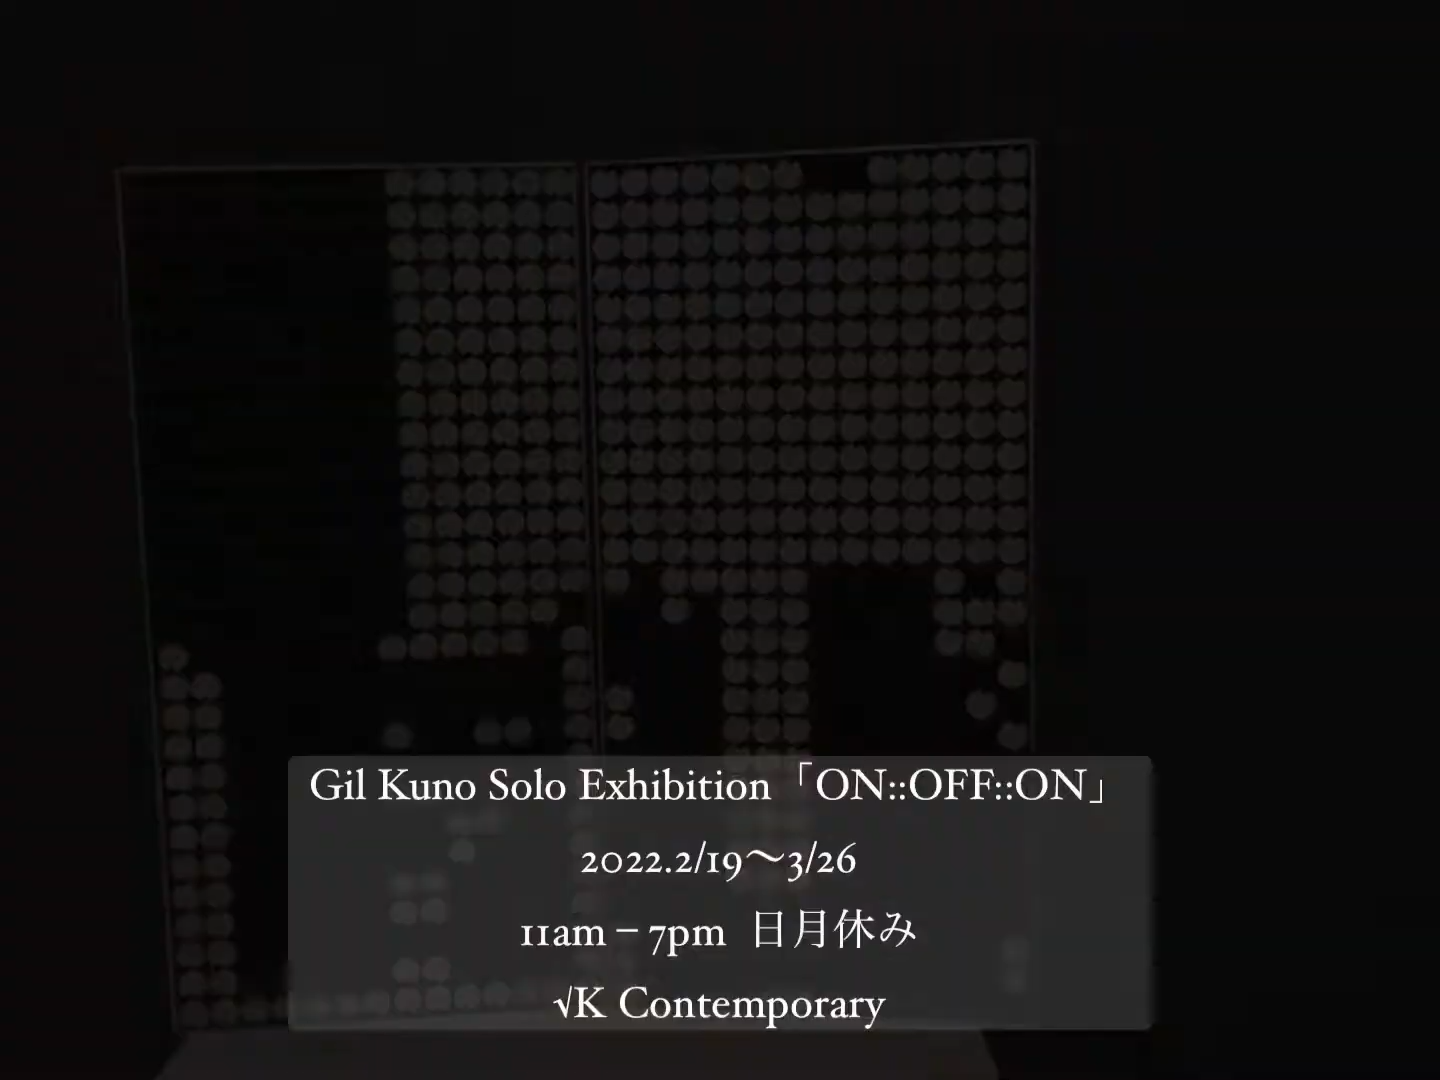 Gil Kuno Solo Exhibition「ON::OFF::ON」
2022.2/19〜3/26
11am – 7pm 日月休み
√K Contemporary